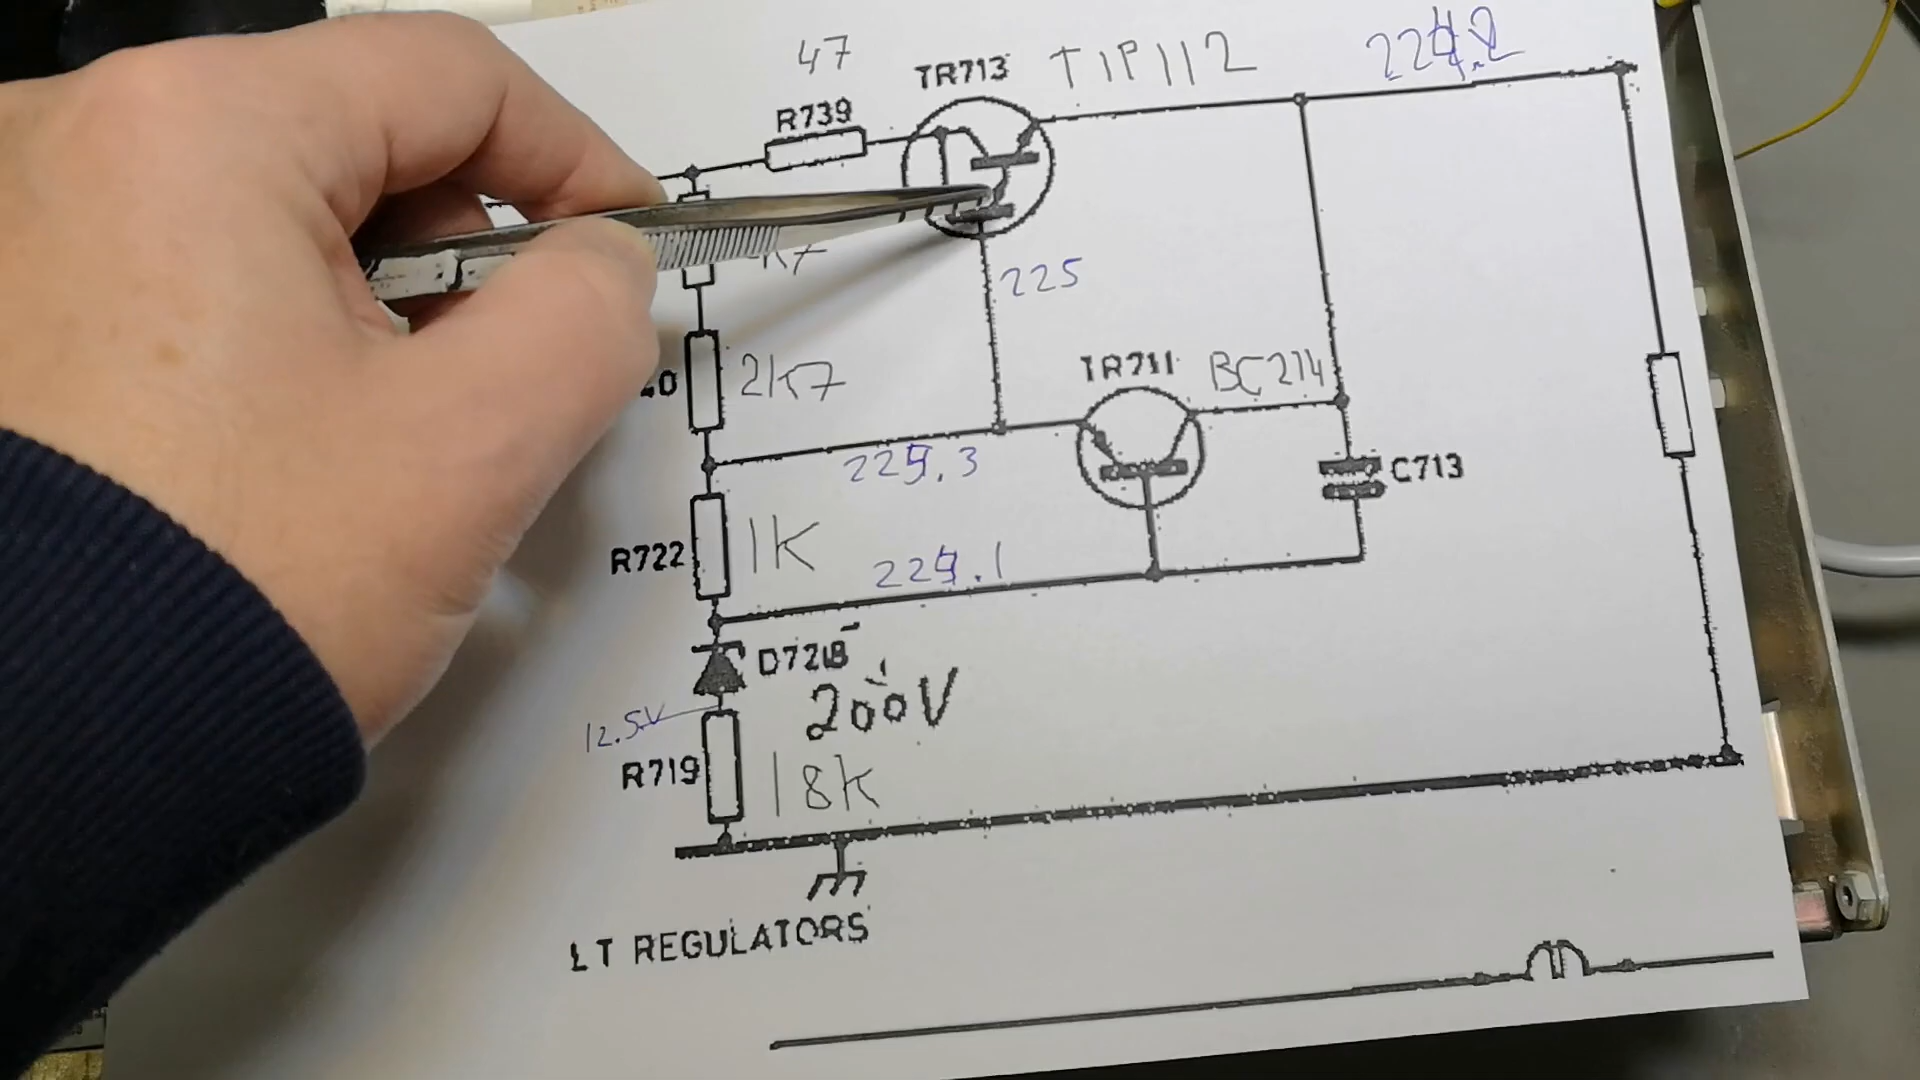 47
TR713 TIP112
R739
225
2K7
TR711 BC214
C713
R722 1K
D721B
200V
12.5V
R719 18K
LT REGULATORS